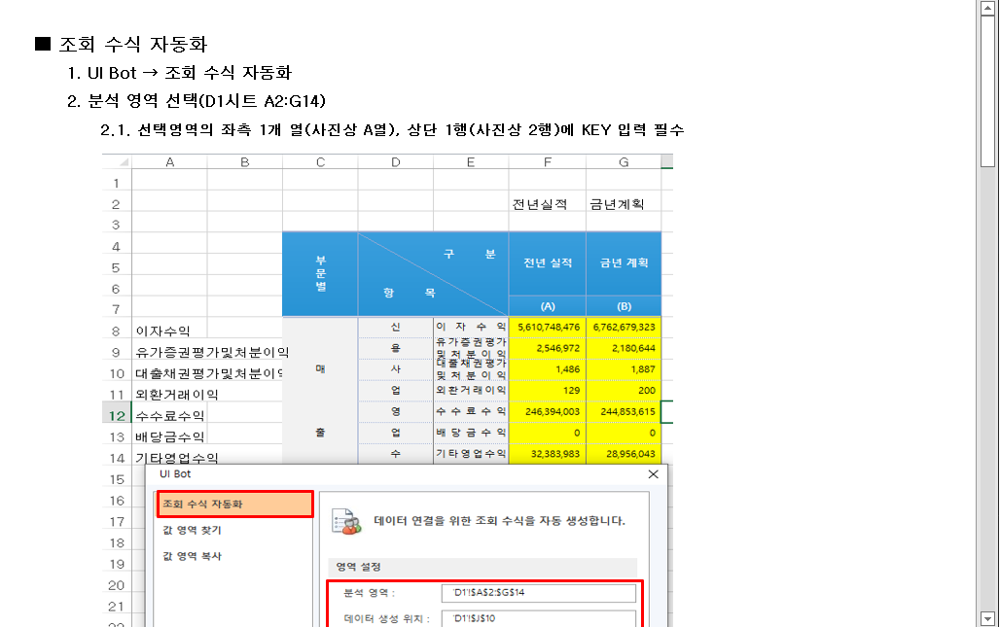 ■ 조회 수식 자동화
1. UI Bot → 조회 수식 자동화
2. 분석 영역 선택(D1시트 A2:G14)
2.1. 선택영역의 좌측 1개 열(사진상 A열), 상단 1행(사진상 2행)에 KEY 입력 필수
A B C D E F G
1
2 전년실적 금년계획
3
4 구 분
5 부 문 별 전년 실적 금년 계획
6 항 목
7 (A) (B)
8 이자수익 신 이 자 수 익 5,610,748,476 6,762,679,323
9 유가증권평가및처분이익 용 유가증권평가및처분이익 2,546,972 2,180,644
10 대출채권평가및처분이익 매 사 대출채권평가및처분이익 1,486 1,887
11 외환거래이익 업 외환거래이익 129 200
12 수수료수익 영 수 수 료 수 익 246,394,003 244,853,615
13 배당금수익 출 업 배 당 금 수 익 0 0
14 기타영업수익 수 기타영업수익 32,383,983 28,956,043
15 UI Bot
16 조회 수식 자동화
17 값 영역 찾기 데이터 연결을 위한 조회 수식을 자동 생성합니다.
18 값 영역 복사
19 영역 설정
20 분석 영역 : 'D1'!$A$2:$G$14
21 데이터 생성 위치 : 'D1'!$J$10